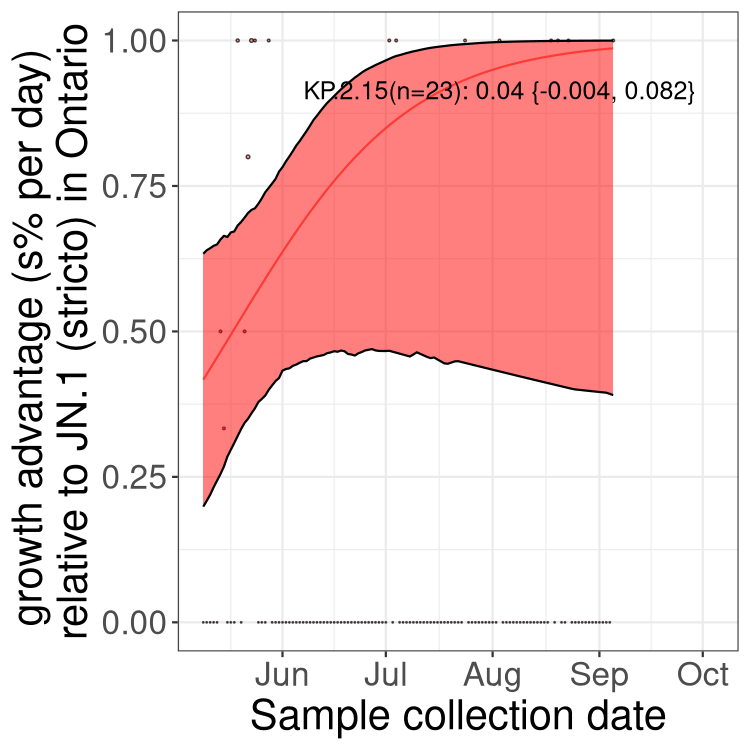 growth advantage (s% per day)
relative to JN.1 (stricto) in Ontario
1.00
0.75
0.50
0.25
0.00
KP.2.15(n=23): 0.04 {-0.004, 0.082}
Jun Jul Aug Sep Oct
Sample collection date